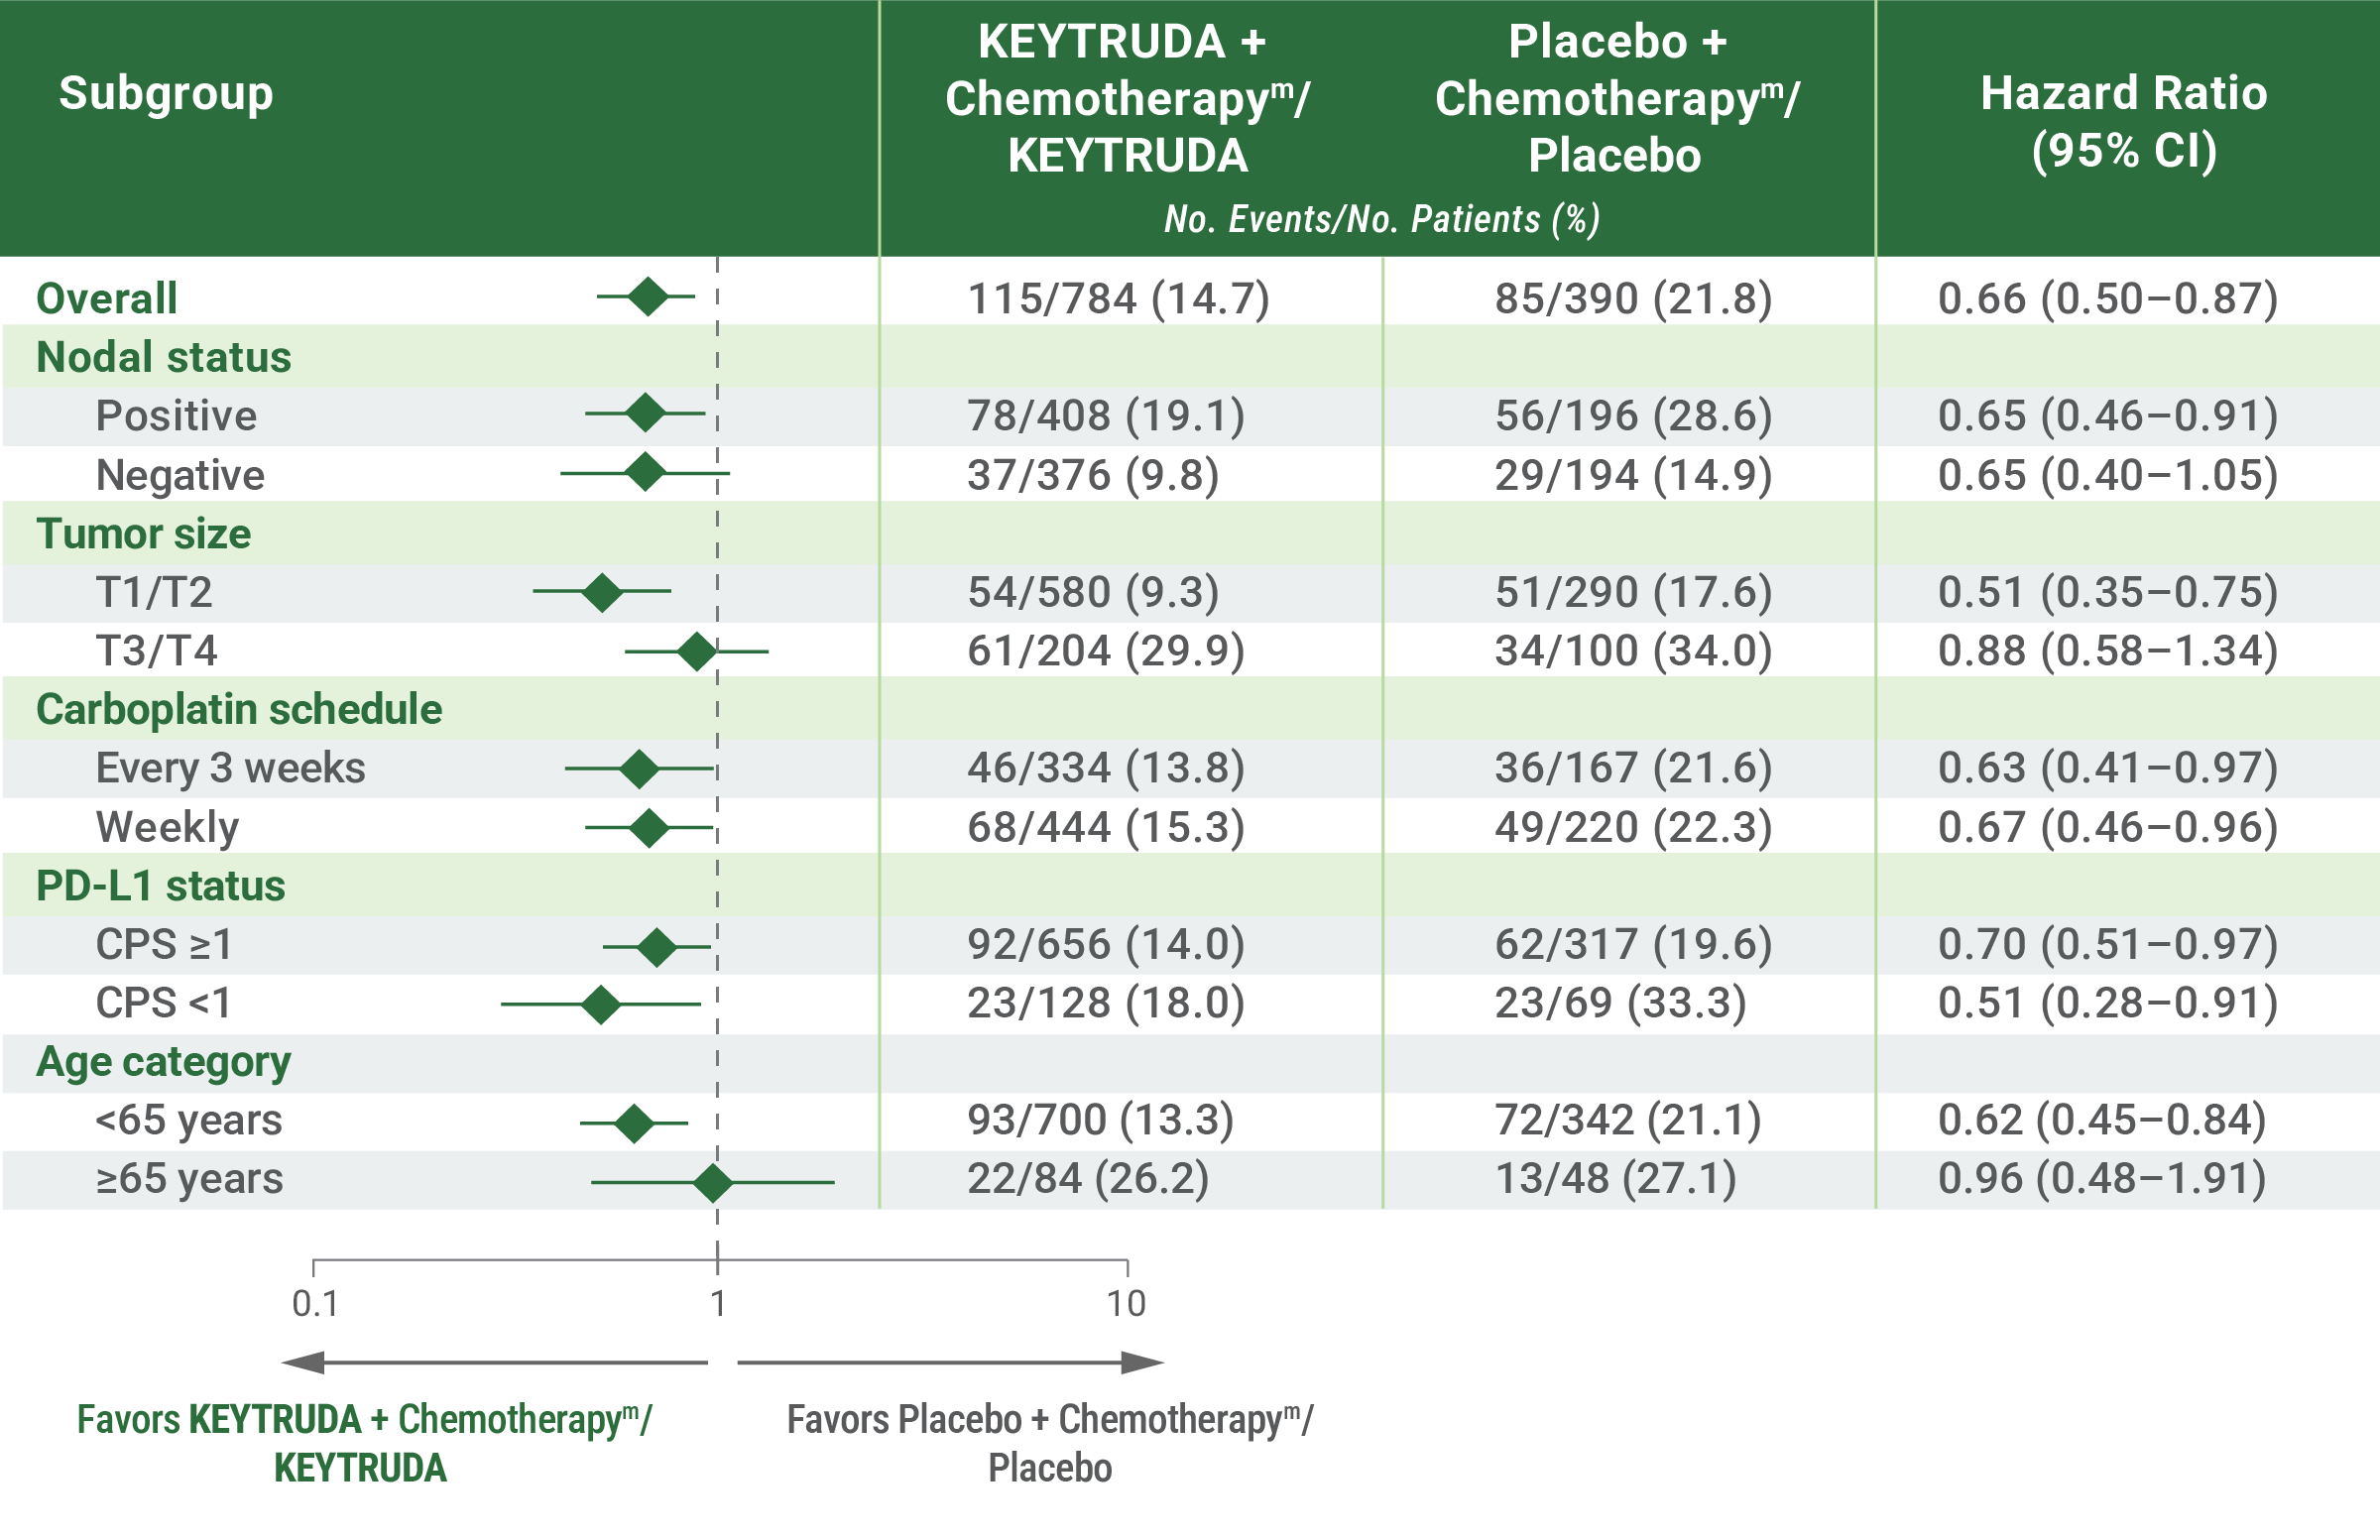 Subgroup
KEYTRUDA +
Chemotherapyᵐ/
KEYTRUDA
Placebo +
Chemotherapyᵐ/
Placebo
No. Events/No. Patients (%)
Hazard Ratio
(95% CI)
Overall 115/784 (14.7) 85/390 (21.8) 0.66 (0.50–0.87)
Nodal status
Positive 78/408 (19.1) 56/196 (28.6) 0.65 (0.46–0.91)
Negative 37/376 (9.8) 29/194 (14.9) 0.65 (0.40–1.05)
Tumor size
T1/T2 54/580 (9.3) 51/290 (17.6) 0.51 (0.35–0.75)
T3/T4 61/204 (29.9) 34/100 (34.0) 0.88 (0.58–1.34)
Carboplatin schedule
Every 3 weeks 46/334 (13.8) 36/167 (21.6) 0.63 (0.41–0.97)
Weekly 68/444 (15.3) 49/220 (22.3) 0.67 (0.46–0.96)
PD-L1 status
CPS ≥1 92/656 (14.0) 62/317 (19.6) 0.70 (0.51–0.97)
CPS <1 23/128 (18.0) 23/69 (33.3) 0.51 (0.28–0.91)
Age category
<65 years 93/700 (13.3) 72/342 (21.1) 0.62 (0.45–0.84)
≥65 years 22/84 (26.2) 13/48 (27.1) 0.96 (0.48–1.91)
0.1 1 10
Favors KEYTRUDA + Chemotherapyᵐ/
KEYTRUDA
Favors Placebo + Chemotherapyᵐ/
Placebo